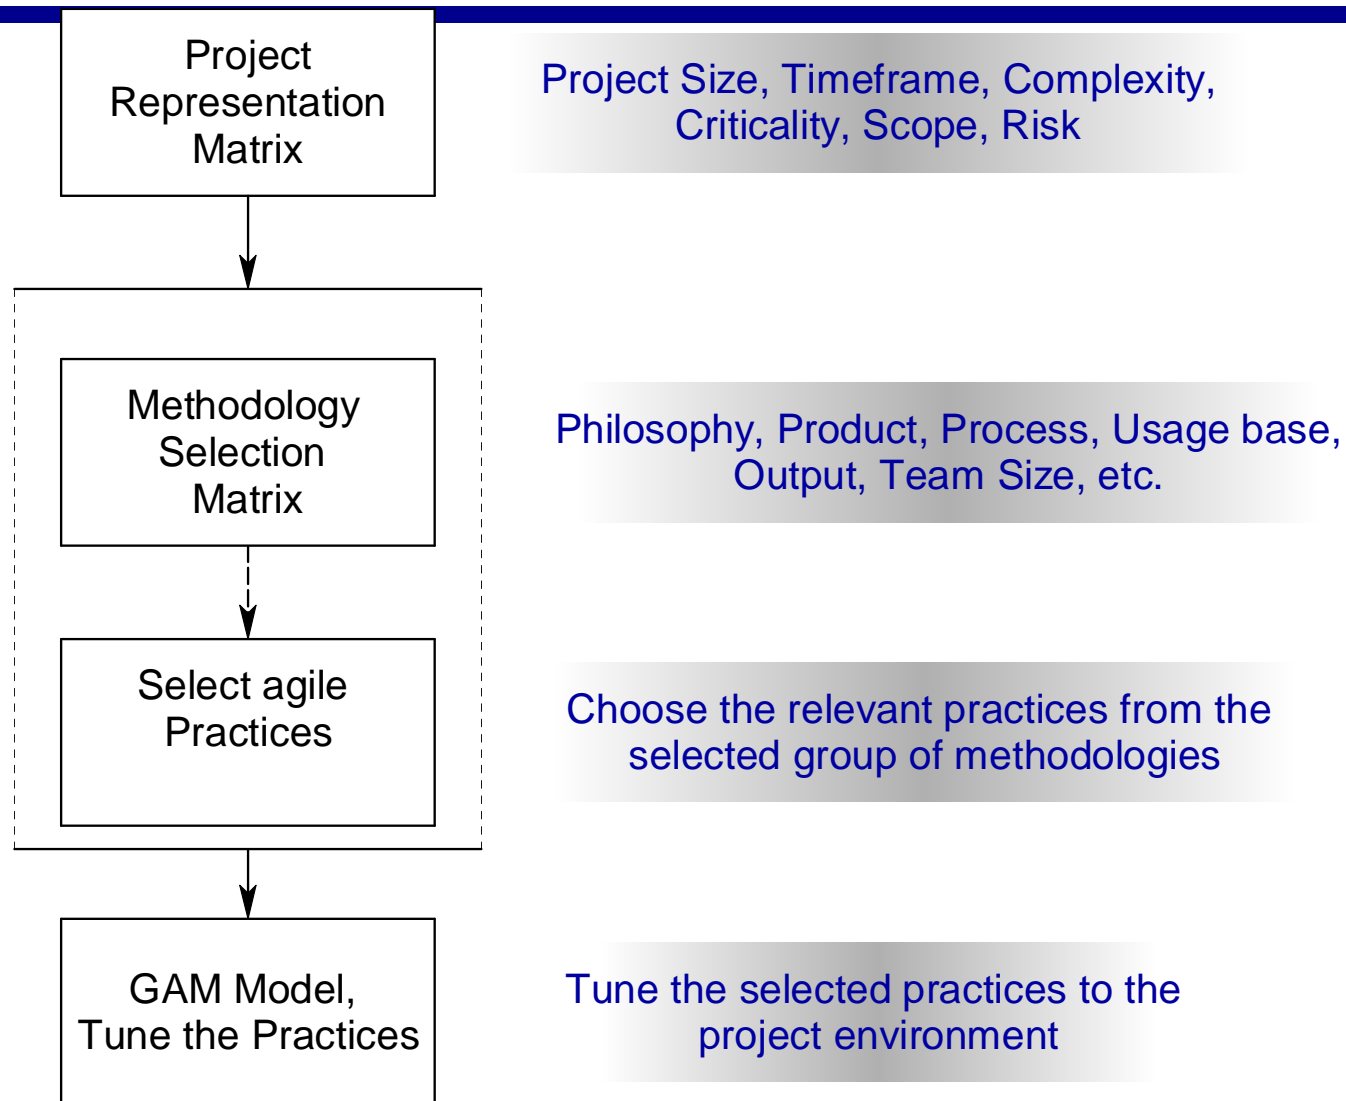 Project
Representation
Matrix
Project Size, Timeframe, Complexity,
Criticality, Scope, Risk
Methodology
Selection
Matrix
Philosophy, Product, Process, Usage base,
Output, Team Size, etc.
Select agile
Practices
Choose the relevant practices from the
selected group of methodologies
GAM Model,
Tune the Practices
Tune the selected practices to the
project environment